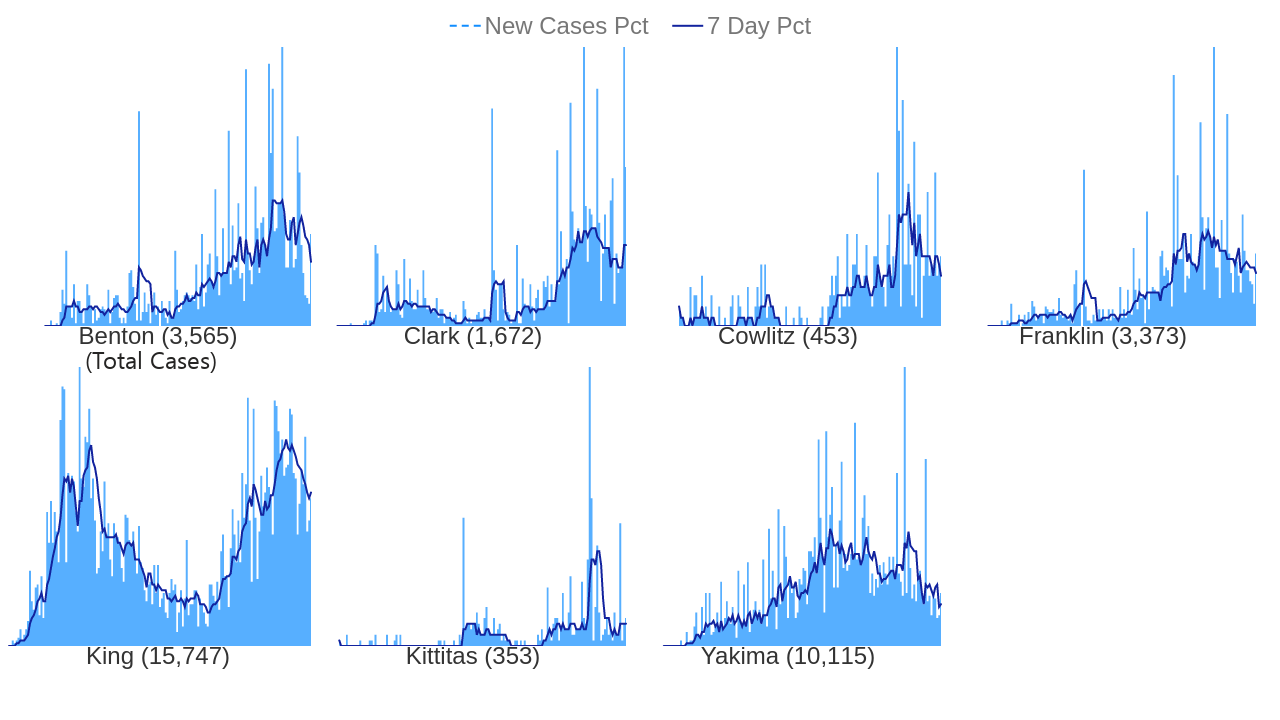 New Cases Pct 7 Day Pct
Benton (3,565) Clark (1,672) Cowlitz (453) Franklin (3,373)
(Total Cases)
King (15,747) Kittitas (353) Yakima (10,115)